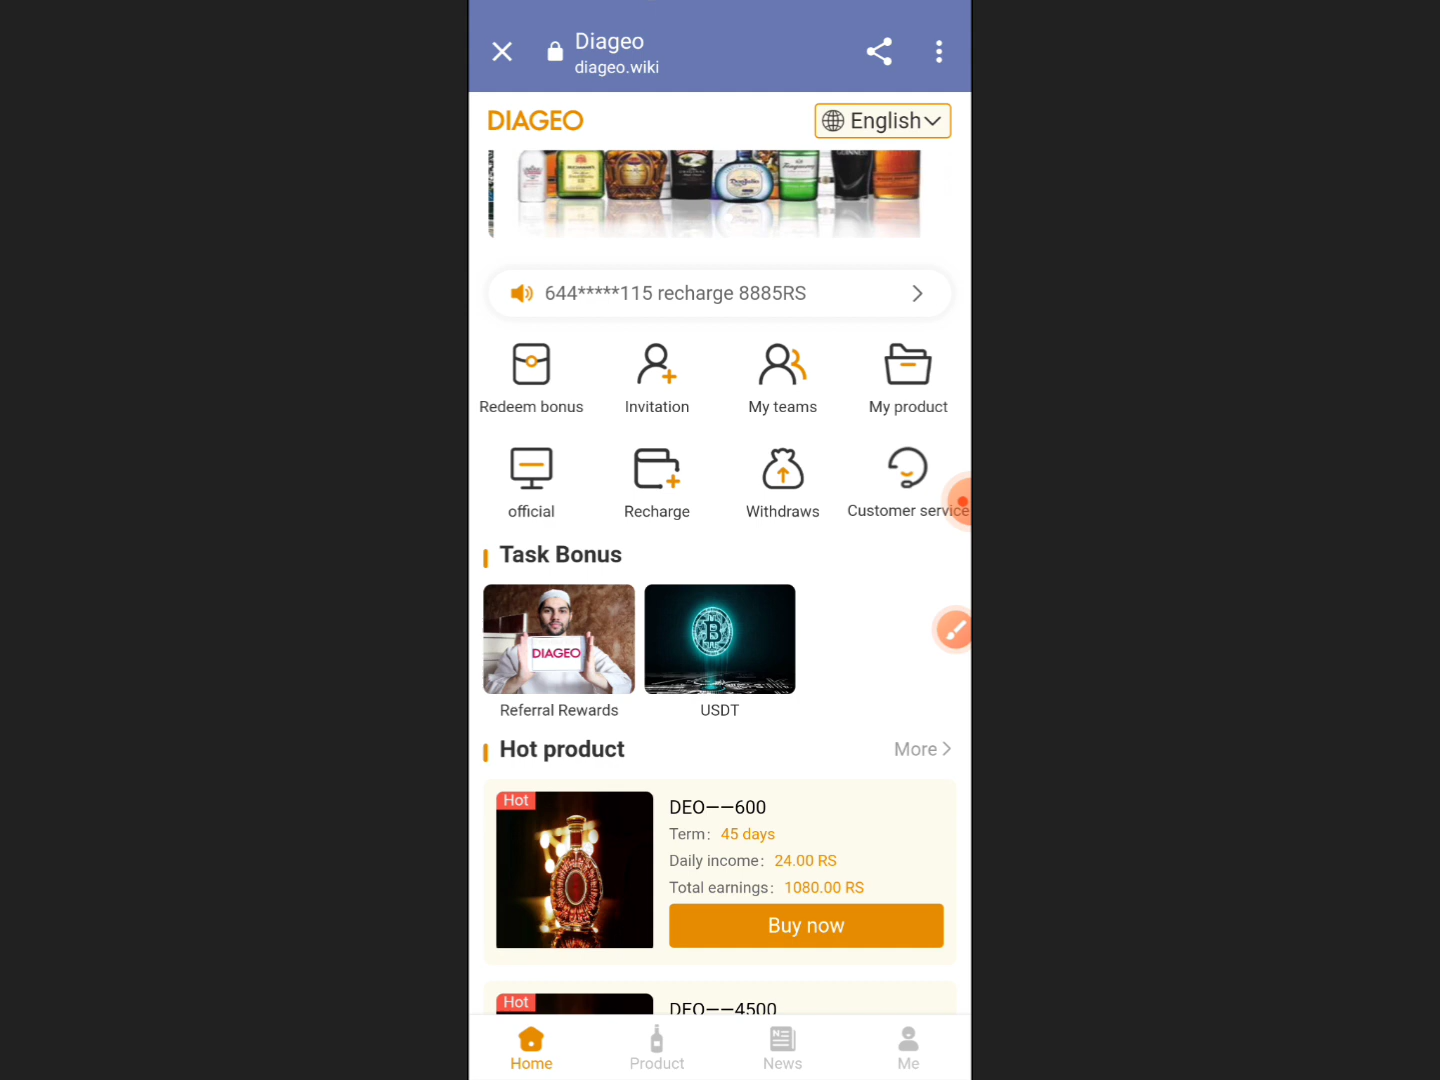 Diageo
diageo.wiki
DIAGEO
English
Don Julio
644*****115 recharge 8885RS
Redeem bonus
Invitation
My teams
My product
official
Recharge
Withdraws
Customer service
Task Bonus
DIAGEO
Referral Rewards
USDT
Hot product
More
Hot
DEO——600
Term: 45 days
Daily income: 24.00 RS
Total earnings: 1080.00 RS
Buy now
Hot
DEO——4500
Home
Product
News
Me